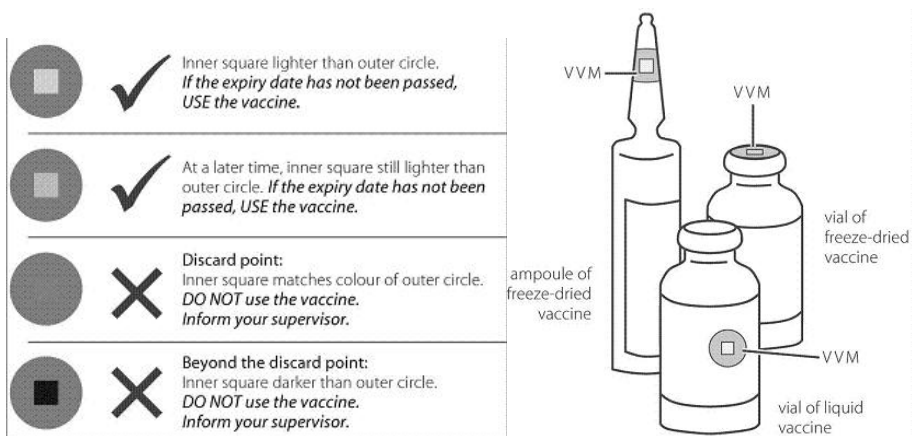 Inner square lighter than outer circle.
If the expiry date has not been passed,
USE the vaccine.
At a later time, inner square still lighter than
outer circle. If the expiry date has not been
passed, USE the vaccine.
Discard point:
Inner square matches colour of outer circle.
DO NOT use the vaccine.
Inform your supervisor.
Beyond the discard point:
Inner square darker than outer circle.
DO NOT use the vaccine.
Inform your supervisor.
VVM
VVM
vial of
freeze-dried
vaccine
ampoule of
freeze-dried
vaccine
VVM
vial of liquid
vaccine